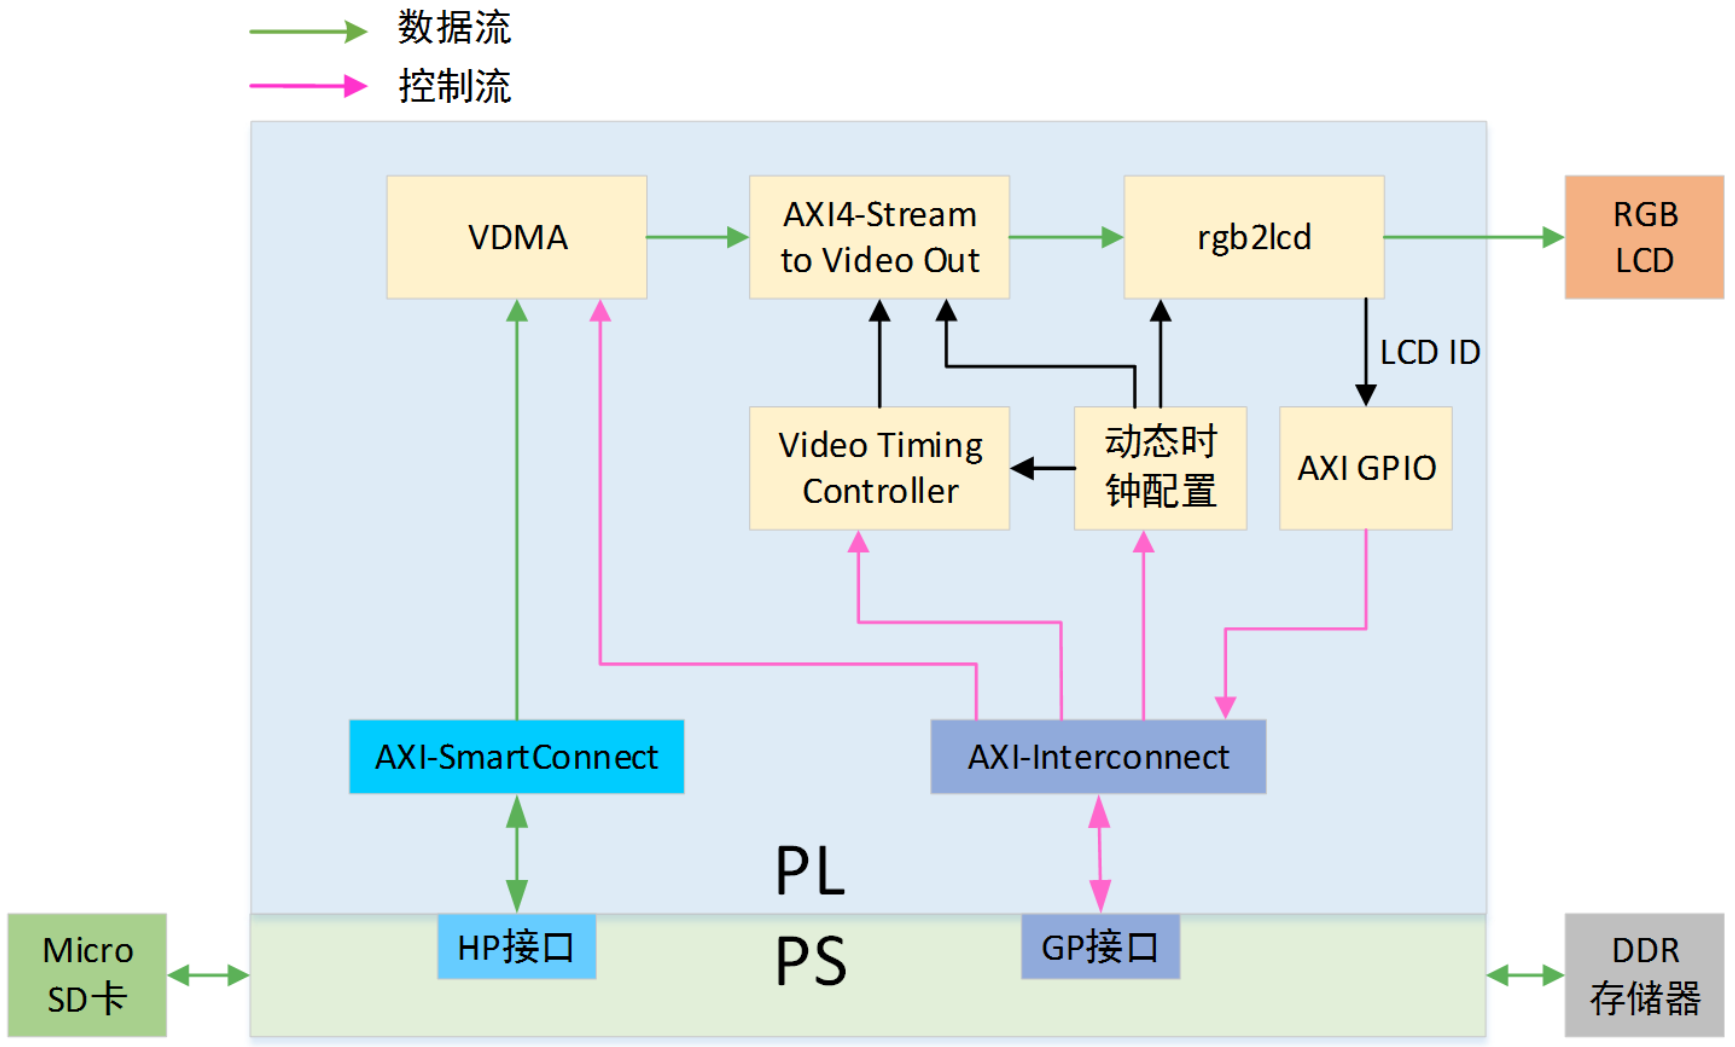 数据流
控制流
VDMA
AXI4-Stream
to Video Out
rgb2lcd
RGB
LCD
LCD ID
Video Timing
Controller
动态时
钟配置
AXI GPIO
AXI-SmartConnect
AXI-Interconnect
PL
HP接口
PS
GP接口
Micro
SD卡
DDR
存储器